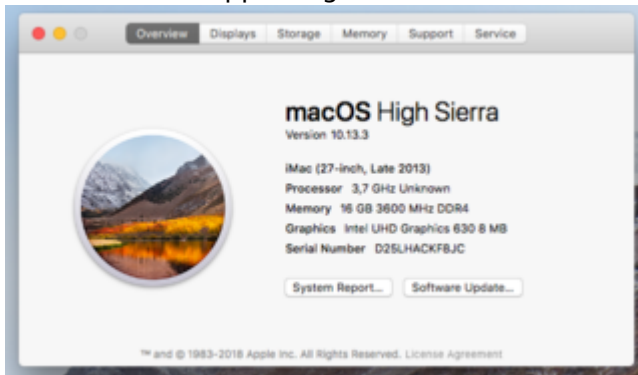 Overview Displays Storage Memory Support Service
macOS High Sierra
Version 10.13.3
iMac (27-inch, Late 2013)
Processor 3,7 GHz Unknown
Memory 16 GB 3600 MHz DDR4
Graphics Intel UHD Graphics 630 8 MB
Serial Number D25LHACKF8JC
System Report... Software Update...
™ and © 1983-2018 Apple Inc. All Rights Reserved. License Agreement